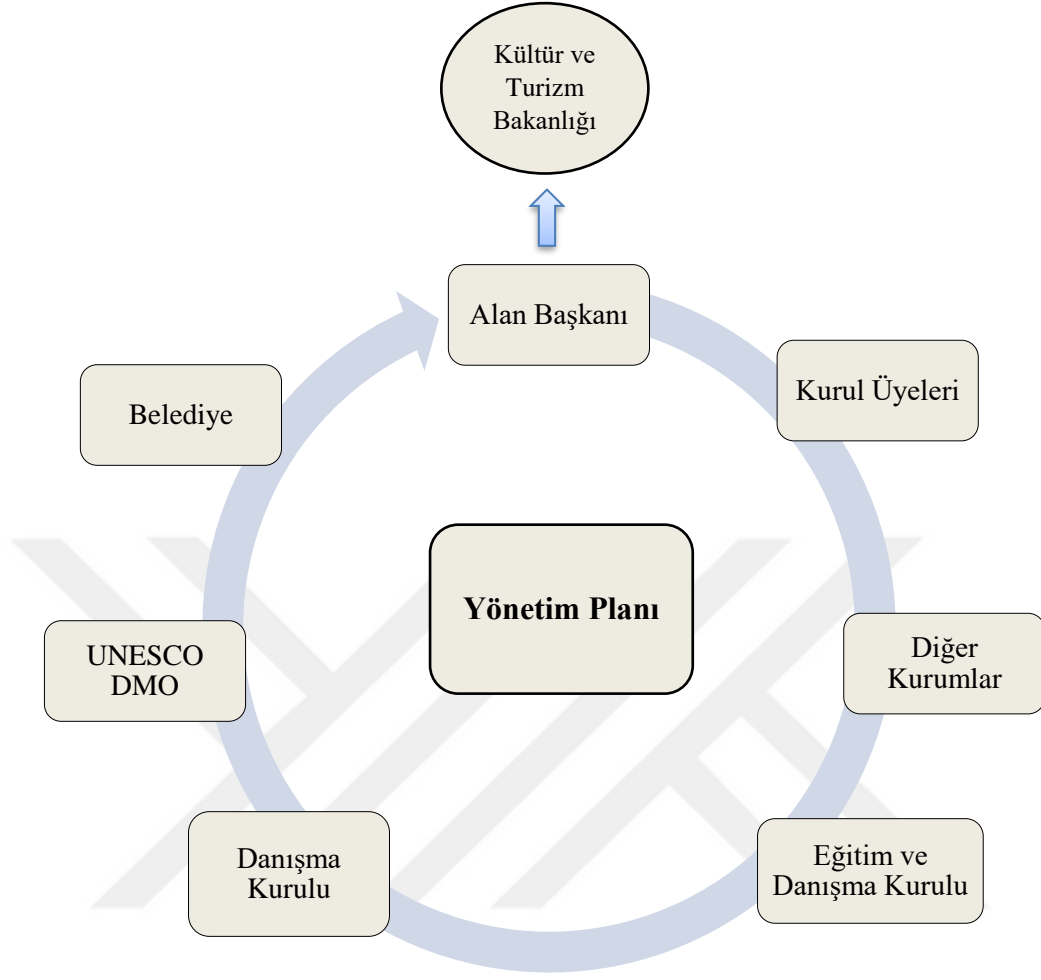 Kültür ve
Turizm
Bakanlığı
Alan Başkanı
Kurul Üyeleri
Belediye
Yönetim Planı
Diğer
Kurumlar
UNESCO
DMO
Eğitim ve
Danışma Kurulu
Danışma
Kurulu